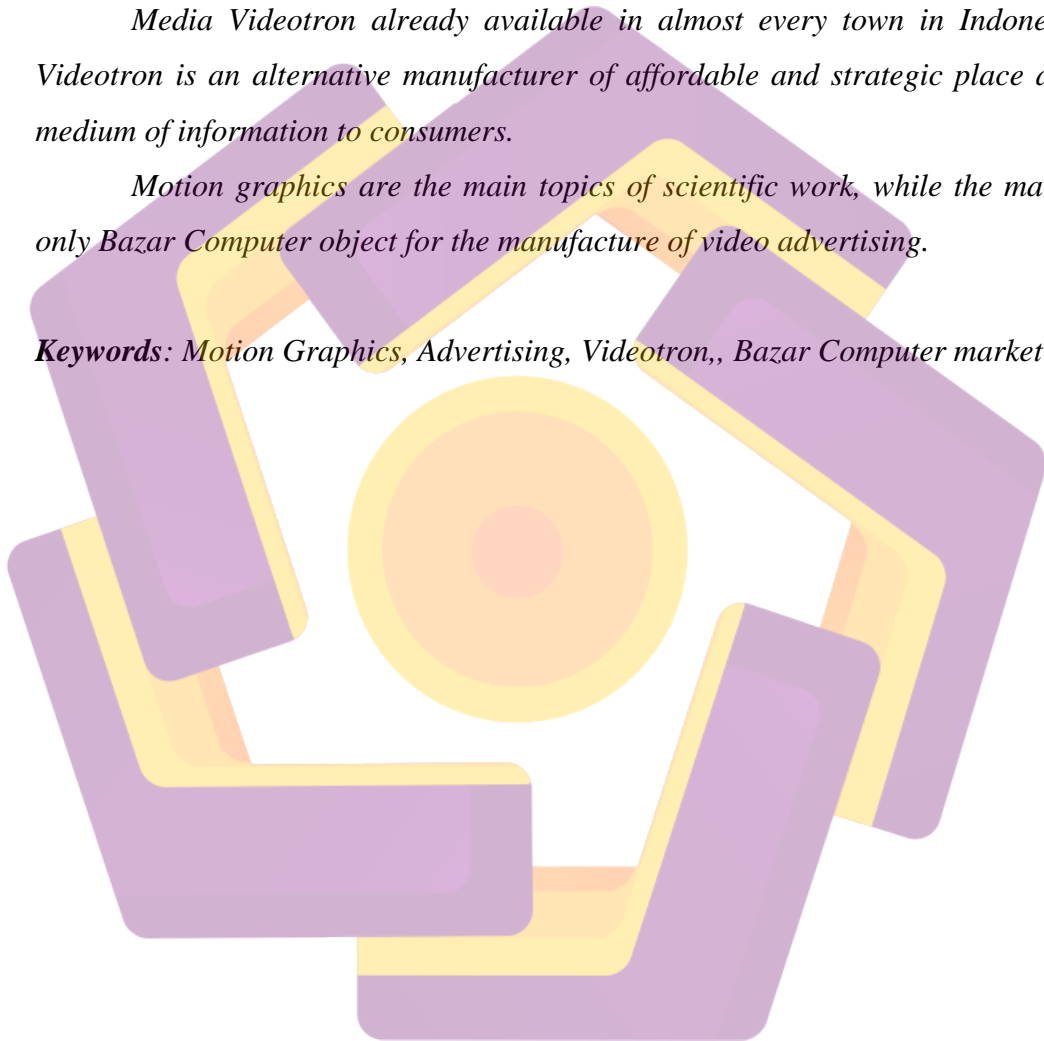 Media Videotron already available in almost every town in Indone
Videotron is an alternative manufacturer of affordable and strategic place a
medium of information to consumers.
Motion graphics are the main topics of scientific work, while the ma
only Bazar Computer object for the manufacture of video advertising.
Keywords: Motion Graphics, Advertising, Videotron,, Bazar Computer market